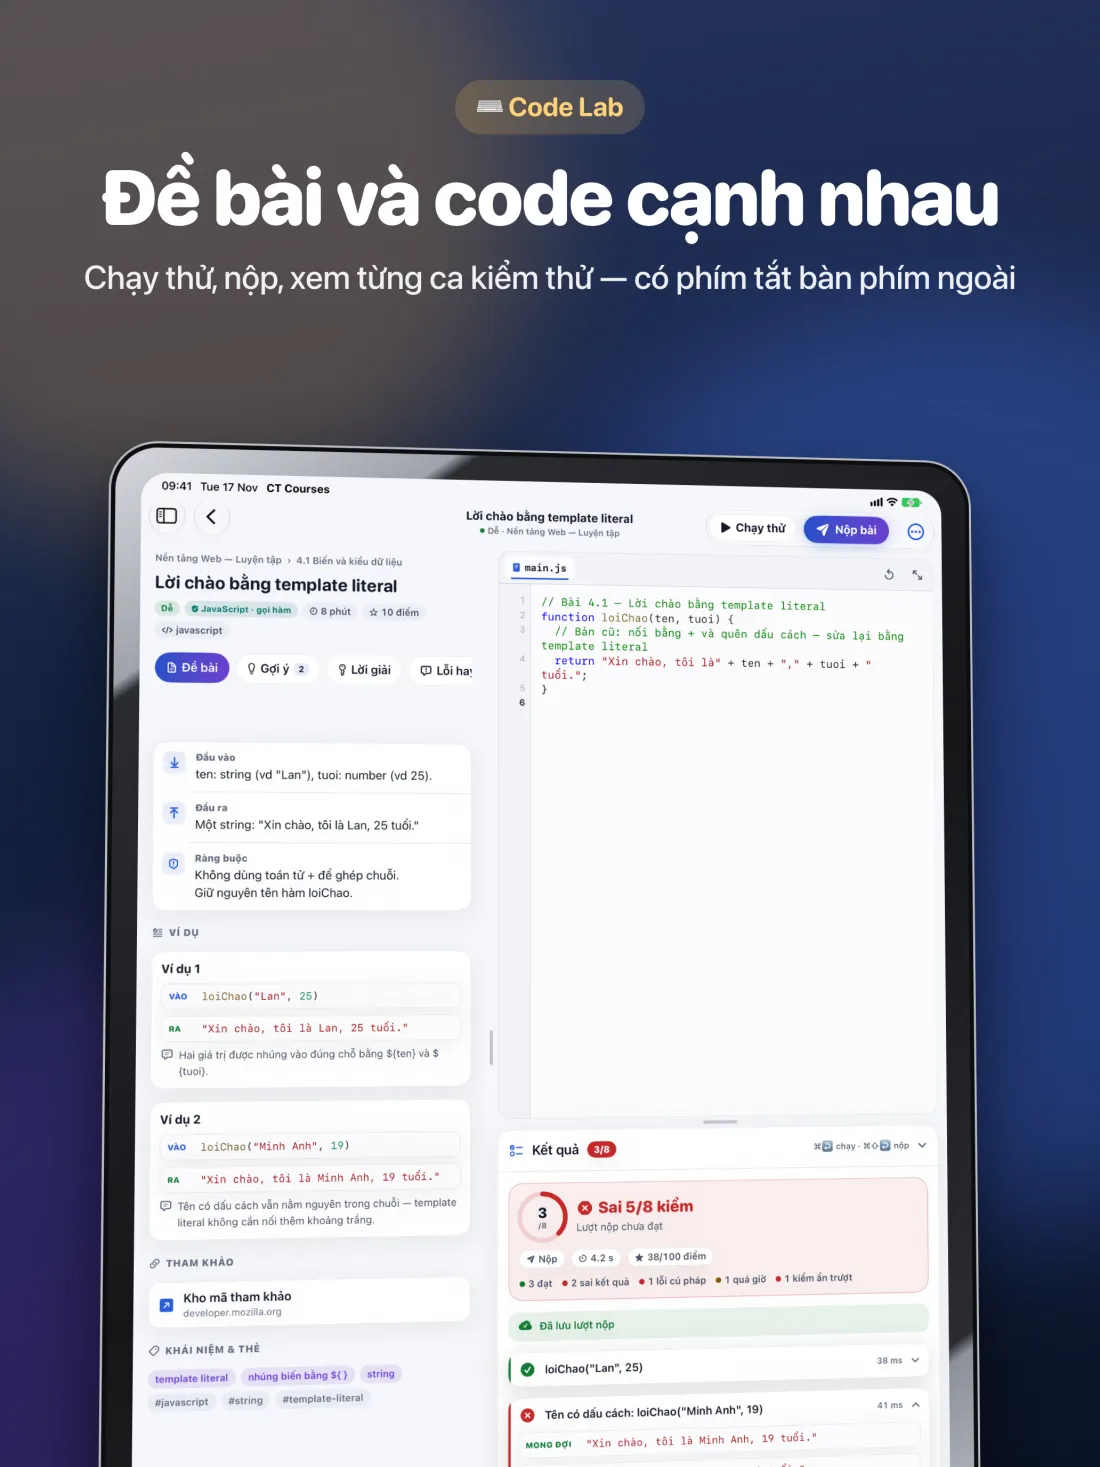 ⌨️ Code Lab
Đề bài và code cạnh nhau
Chạy thử, nộp, xem từng ca kiểm thử — có phím tắt bàn phím ngoài
09:41 Tue 17 Nov CT Courses
Lời chào bằng template literal
Dễ · Nền tảng Web — Luyện tập
Chạy thử
Nộp bài
Nền tảng Web — Luyện tập › 4.1 Biến và kiểu dữ liệu
Lời chào bằng template literal
Dễ JavaScript · gọi hàm 8 phút 10 điểm
</> javascript
Đề bài Gợi ý 2 Lời giải Lỗi hay
Đầu vào
ten: string (vd "Lan"), tuoi: number (vd 25).
Đầu ra
Một string: "Xin chào, tôi là Lan, 25 tuổi."
Ràng buộc
Không dùng toán tử + để ghép chuỗi.
Giữ nguyên tên hàm loiChao.
VÍ DỤ
Ví dụ 1
VÀO loiChao("Lan", 25)
RA "Xin chào, tôi là Lan, 25 tuổi."
Hai giá trị được nhúng vào đúng chỗ bằng ${ten} và $
{tuoi}.
Ví dụ 2
VÀO loiChao("Minh Anh", 19)
RA "Xin chào, tôi là Minh Anh, 19 tuổi."
Tên có dấu cách vẫn nằm nguyên trong chuỗi — template
literal không cần nối thêm khoảng trắng.
THAM KHẢO
Kho mã tham khảo
developer.mozilla.org
KHÁI NIỆM & THẺ
template literal nhúng biến bằng ${ } string
#javascript #string #template-literal
main.js
1 // Bài 4.1 — Lời chào bằng template literal
2 function loiChao(ten, tuoi) {
3 // Bản cũ: nối bằng + và quên dấu cách — sửa lại bằng
template literal
4 return "Xin chào, tôi là" + ten + "," + tuoi + "
tuổi.";
5 }
6
Kết quả 3/8
⌘↩ chạy · ⌘⇧↩ nộp
3
/8
Sai 5/8 kiểm
Lượt nộp chưa đạt
Nộp 4.2 s 38/100 điểm
3 đạt 2 sai kết quả 1 lỗi cú pháp 1 quá giờ 1 kiểm ẩn trượt
Đã lưu lượt nộp
loiChao("Lan", 25) 38 ms
Tên có dấu cách: loiChao("Minh Anh", 19) 41 ms
MONG ĐỢI "Xin chào, tôi là Minh Anh, 19 tuổi."